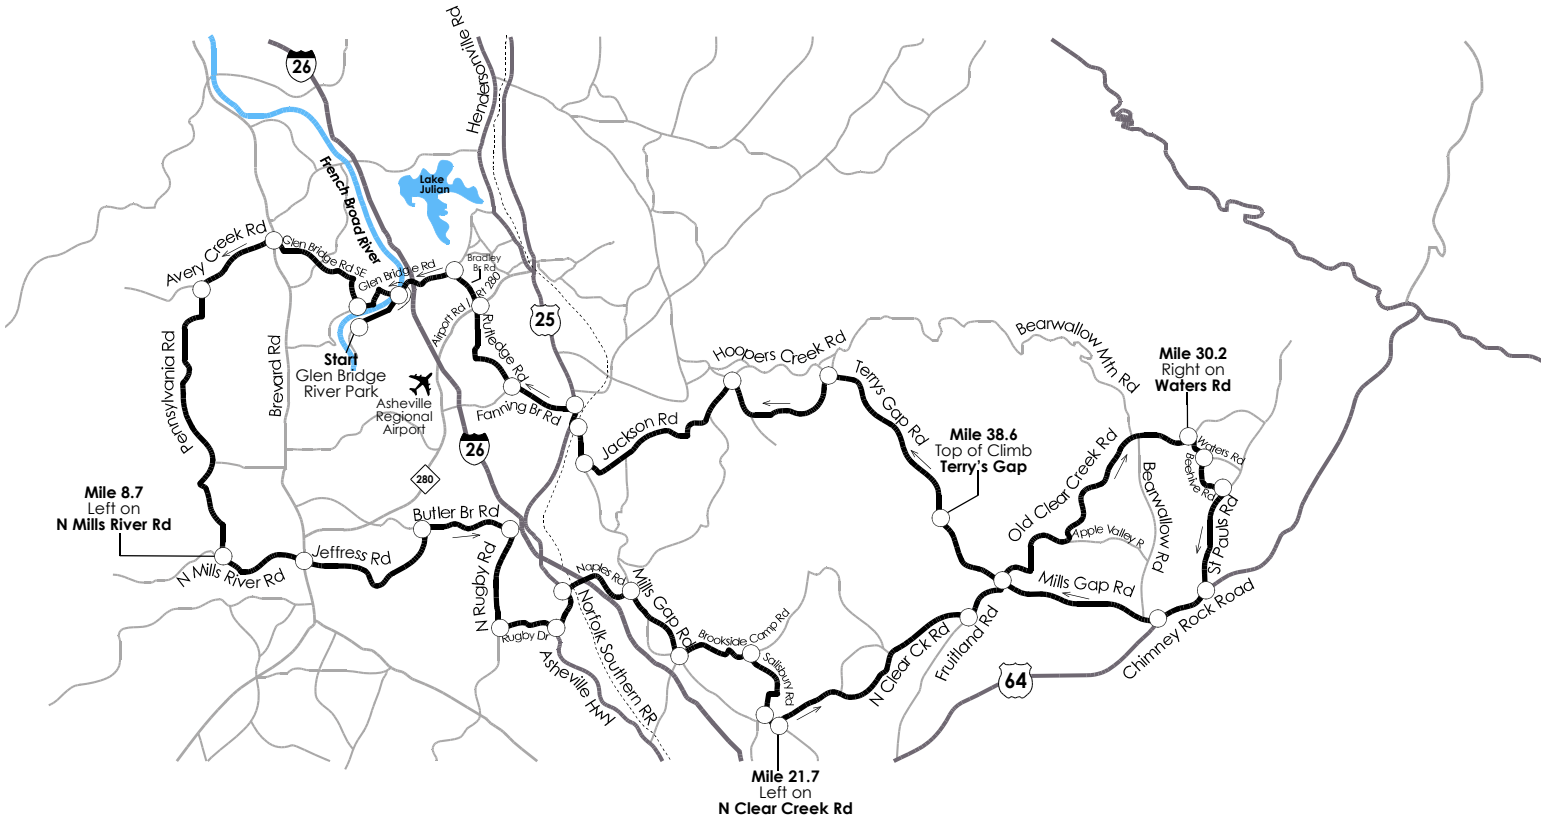 Hendersonville Rd
26
French Broad River
Lake
Julian
Avery Creek Rd
Glen Bridge Rd SE
Glen Bridge Rd
Bradley
Br Rd
Airport Rd
Rt 280
25
Rutledge Rd
Pennsylvania Rd
Brevard Rd
Start
Glen Bridge
River Park
Asheville
Regional
Airport
Fanning Br Rd
Hoopers Creek Rd
Bearwallow Mtn Rd
Terrys Gap Rd
Jackson Rd
Mile 30.2
Right on
Waters Rd
Mile 38.6
Top of Climb
Terry's Gap
26
280
Waters Rd
Beehive Rd
Old Clear Creek Rd
Bearwallow Rd
St Pauls Rd
Mile 8.7
Left on
N Mills River Rd
Butler Br Rd
Apple Valley R
N Mills River Rd
Jeffress Rd
N Rugby Rd
Naples Rd
Mills Gap Rd
Mills Gap Rd
Chimney Rock Road
Rugby Dr
Norfolk Southern RR
Brookside Camp Rd
Asheville Hwy
Salisbury Rd
N Clear Ck Rd
Fruitland Rd
64
Mile 21.7
Left on
N Clear Creek Rd